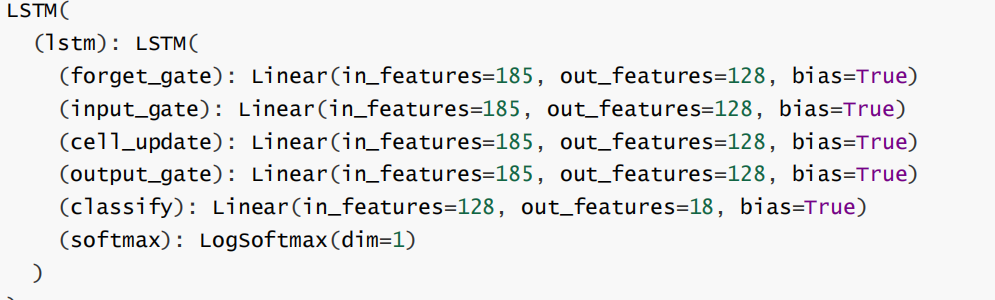 LSTM(
(lstm): LSTM(
(forget_gate): Linear(in_features=185, out_features=128, bias=True)
(input_gate): Linear(in_features=185, out_features=128, bias=True)
(cell_update): Linear(in_features=185, out_features=128, bias=True)
(output_gate): Linear(in_features=185, out_features=128, bias=True)
(classify): Linear(in_features=128, out_features=18, bias=True)
(softmax): LogSoftmax(dim=1)
)
)